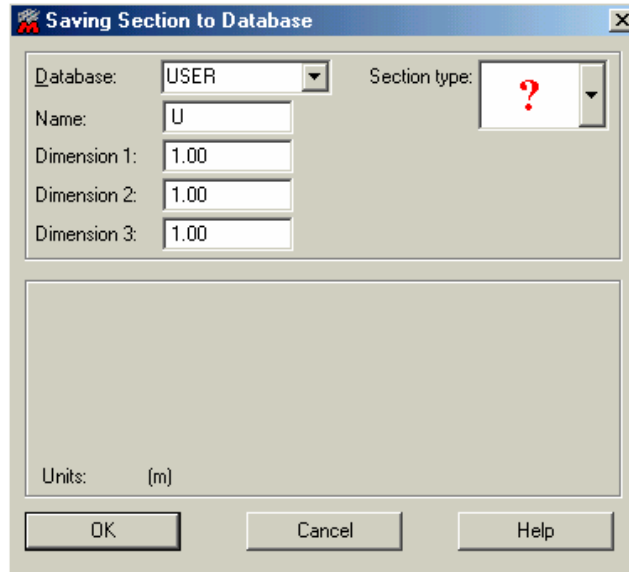 Saving Section to Database
Database: USER Section type: ?
Name: U
Dimension 1: 1.00
Dimension 2: 1.00
Dimension 3: 1.00
Units: (m)
OK Cancel Help